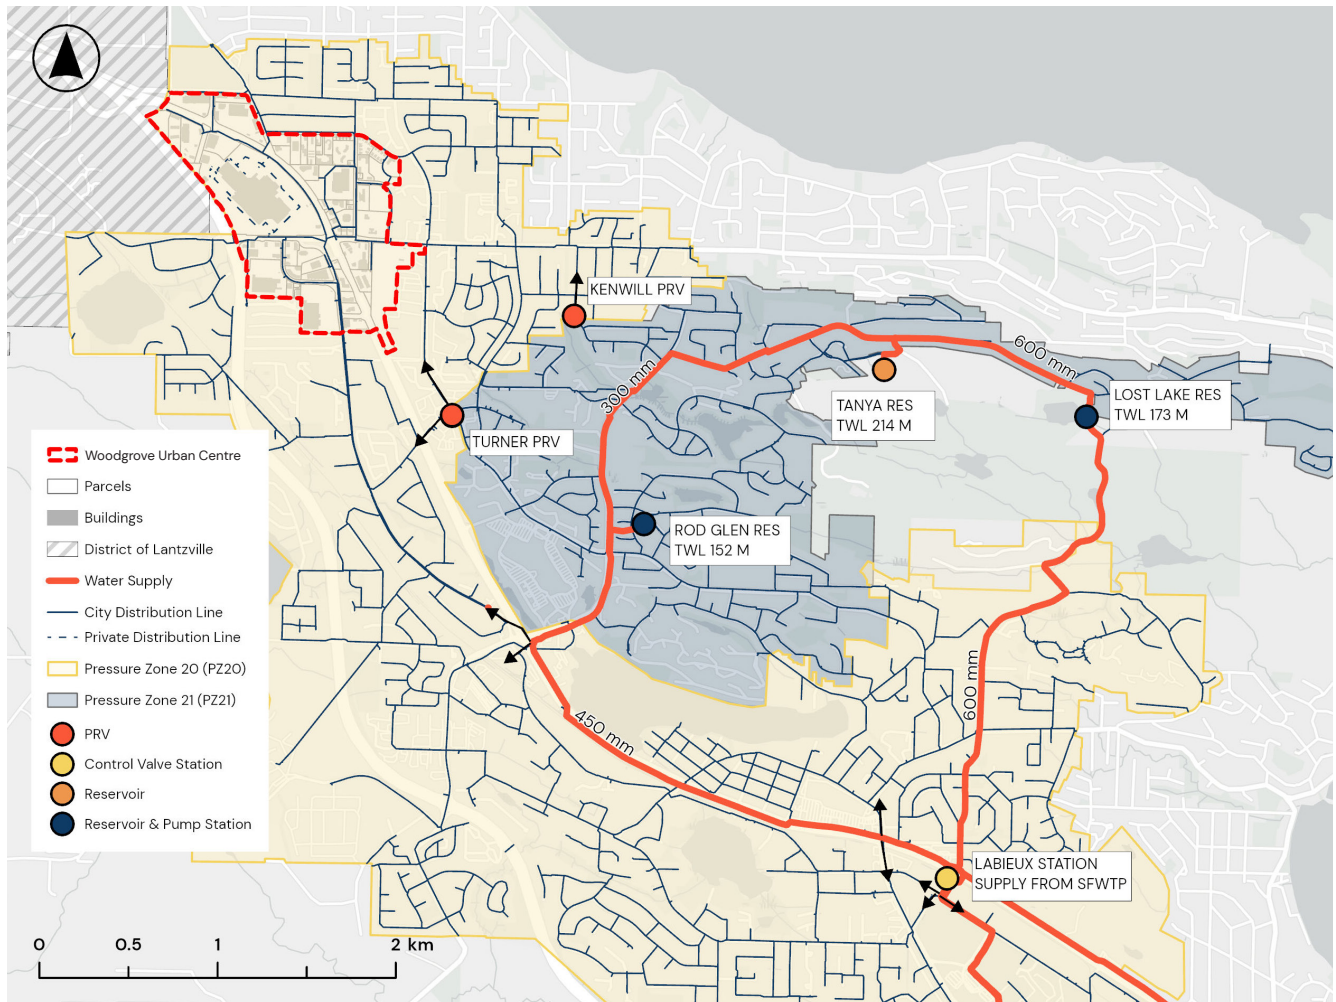 KENWILL PRV
300 mm
600 mm
TANYA RES
TWL 214 M
LOST LAKE RES
TWL 173 M
TURNER PRV
ROD GLEN RES
TWL 152 M
600 mm
450 mm
LABIEUX STATION
SUPPLY FROM SFWTP
Woodgrove Urban Centre
Parcels
Buildings
District of Lantzville
Water Supply
City Distribution Line
Private Distribution Line
Pressure Zone 20 (PZ20)
Pressure Zone 21 (PZ21)
PRV
Control Valve Station
Reservoir
Reservoir & Pump Station
0 0.5 1 2 km